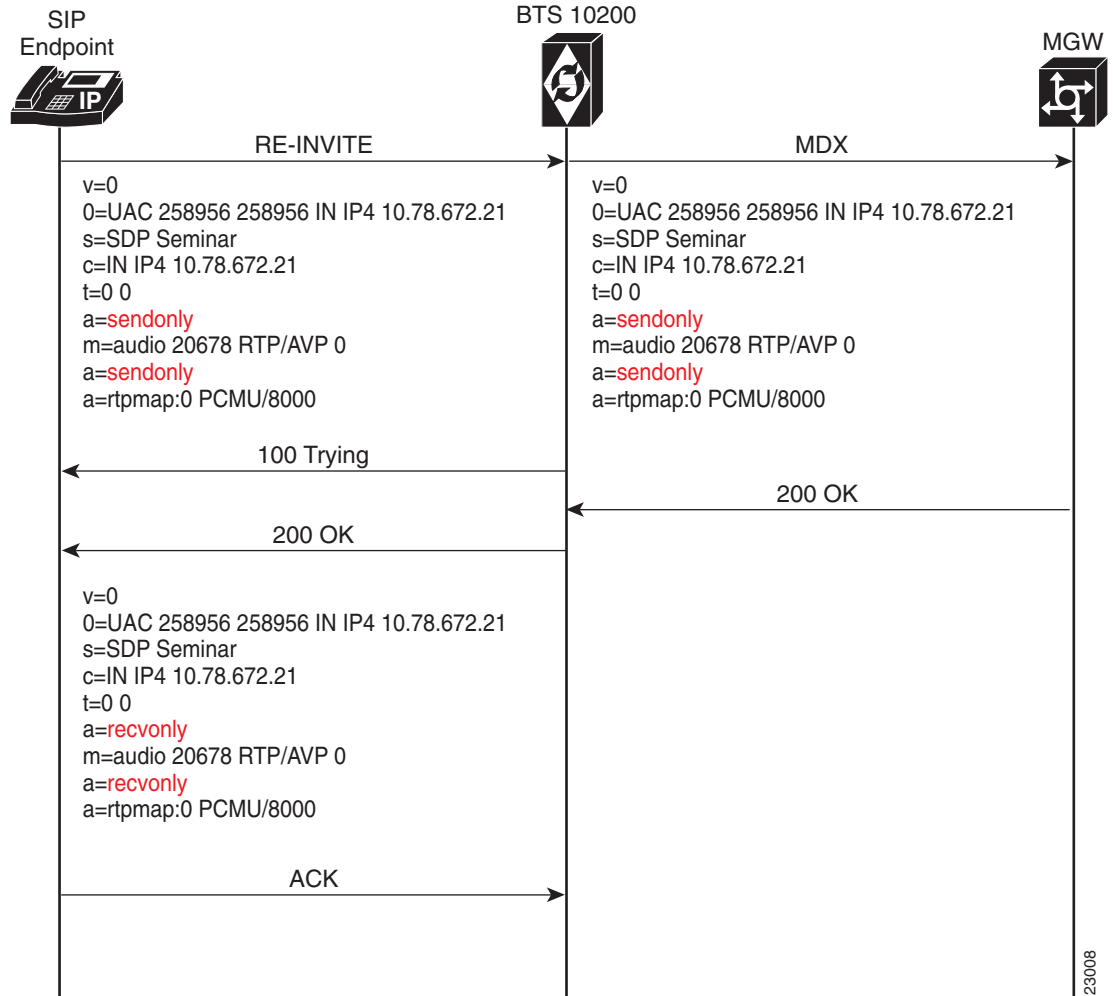 SIP
Endpoint
BTS 10200
MGW
IP
RE-INVITE
MDX
v=0
0=UAC 258956 258956 IN IP4 10.78.672.21
s=SDP Seminar
c=IN IP4 10.78.672.21
t=0 0
a=sendonly
m=audio 20678 RTP/AVP 0
a=sendonly
a=rtpmap:0 PCMU/8000
v=0
0=UAC 258956 258956 IN IP4 10.78.672.21
s=SDP Seminar
c=IN IP4 10.78.672.21
t=0 0
a=sendonly
m=audio 20678 RTP/AVP 0
a=sendonly
a=rtpmap:0 PCMU/8000
100 Trying
200 OK
200 OK
v=0
0=UAC 258956 258956 IN IP4 10.78.672.21
s=SDP Seminar
c=IN IP4 10.78.672.21
t=0 0
a=recvonly
m=audio 20678 RTP/AVP 0
a=recvonly
a=rtpmap:0 PCMU/8000
ACK
23008